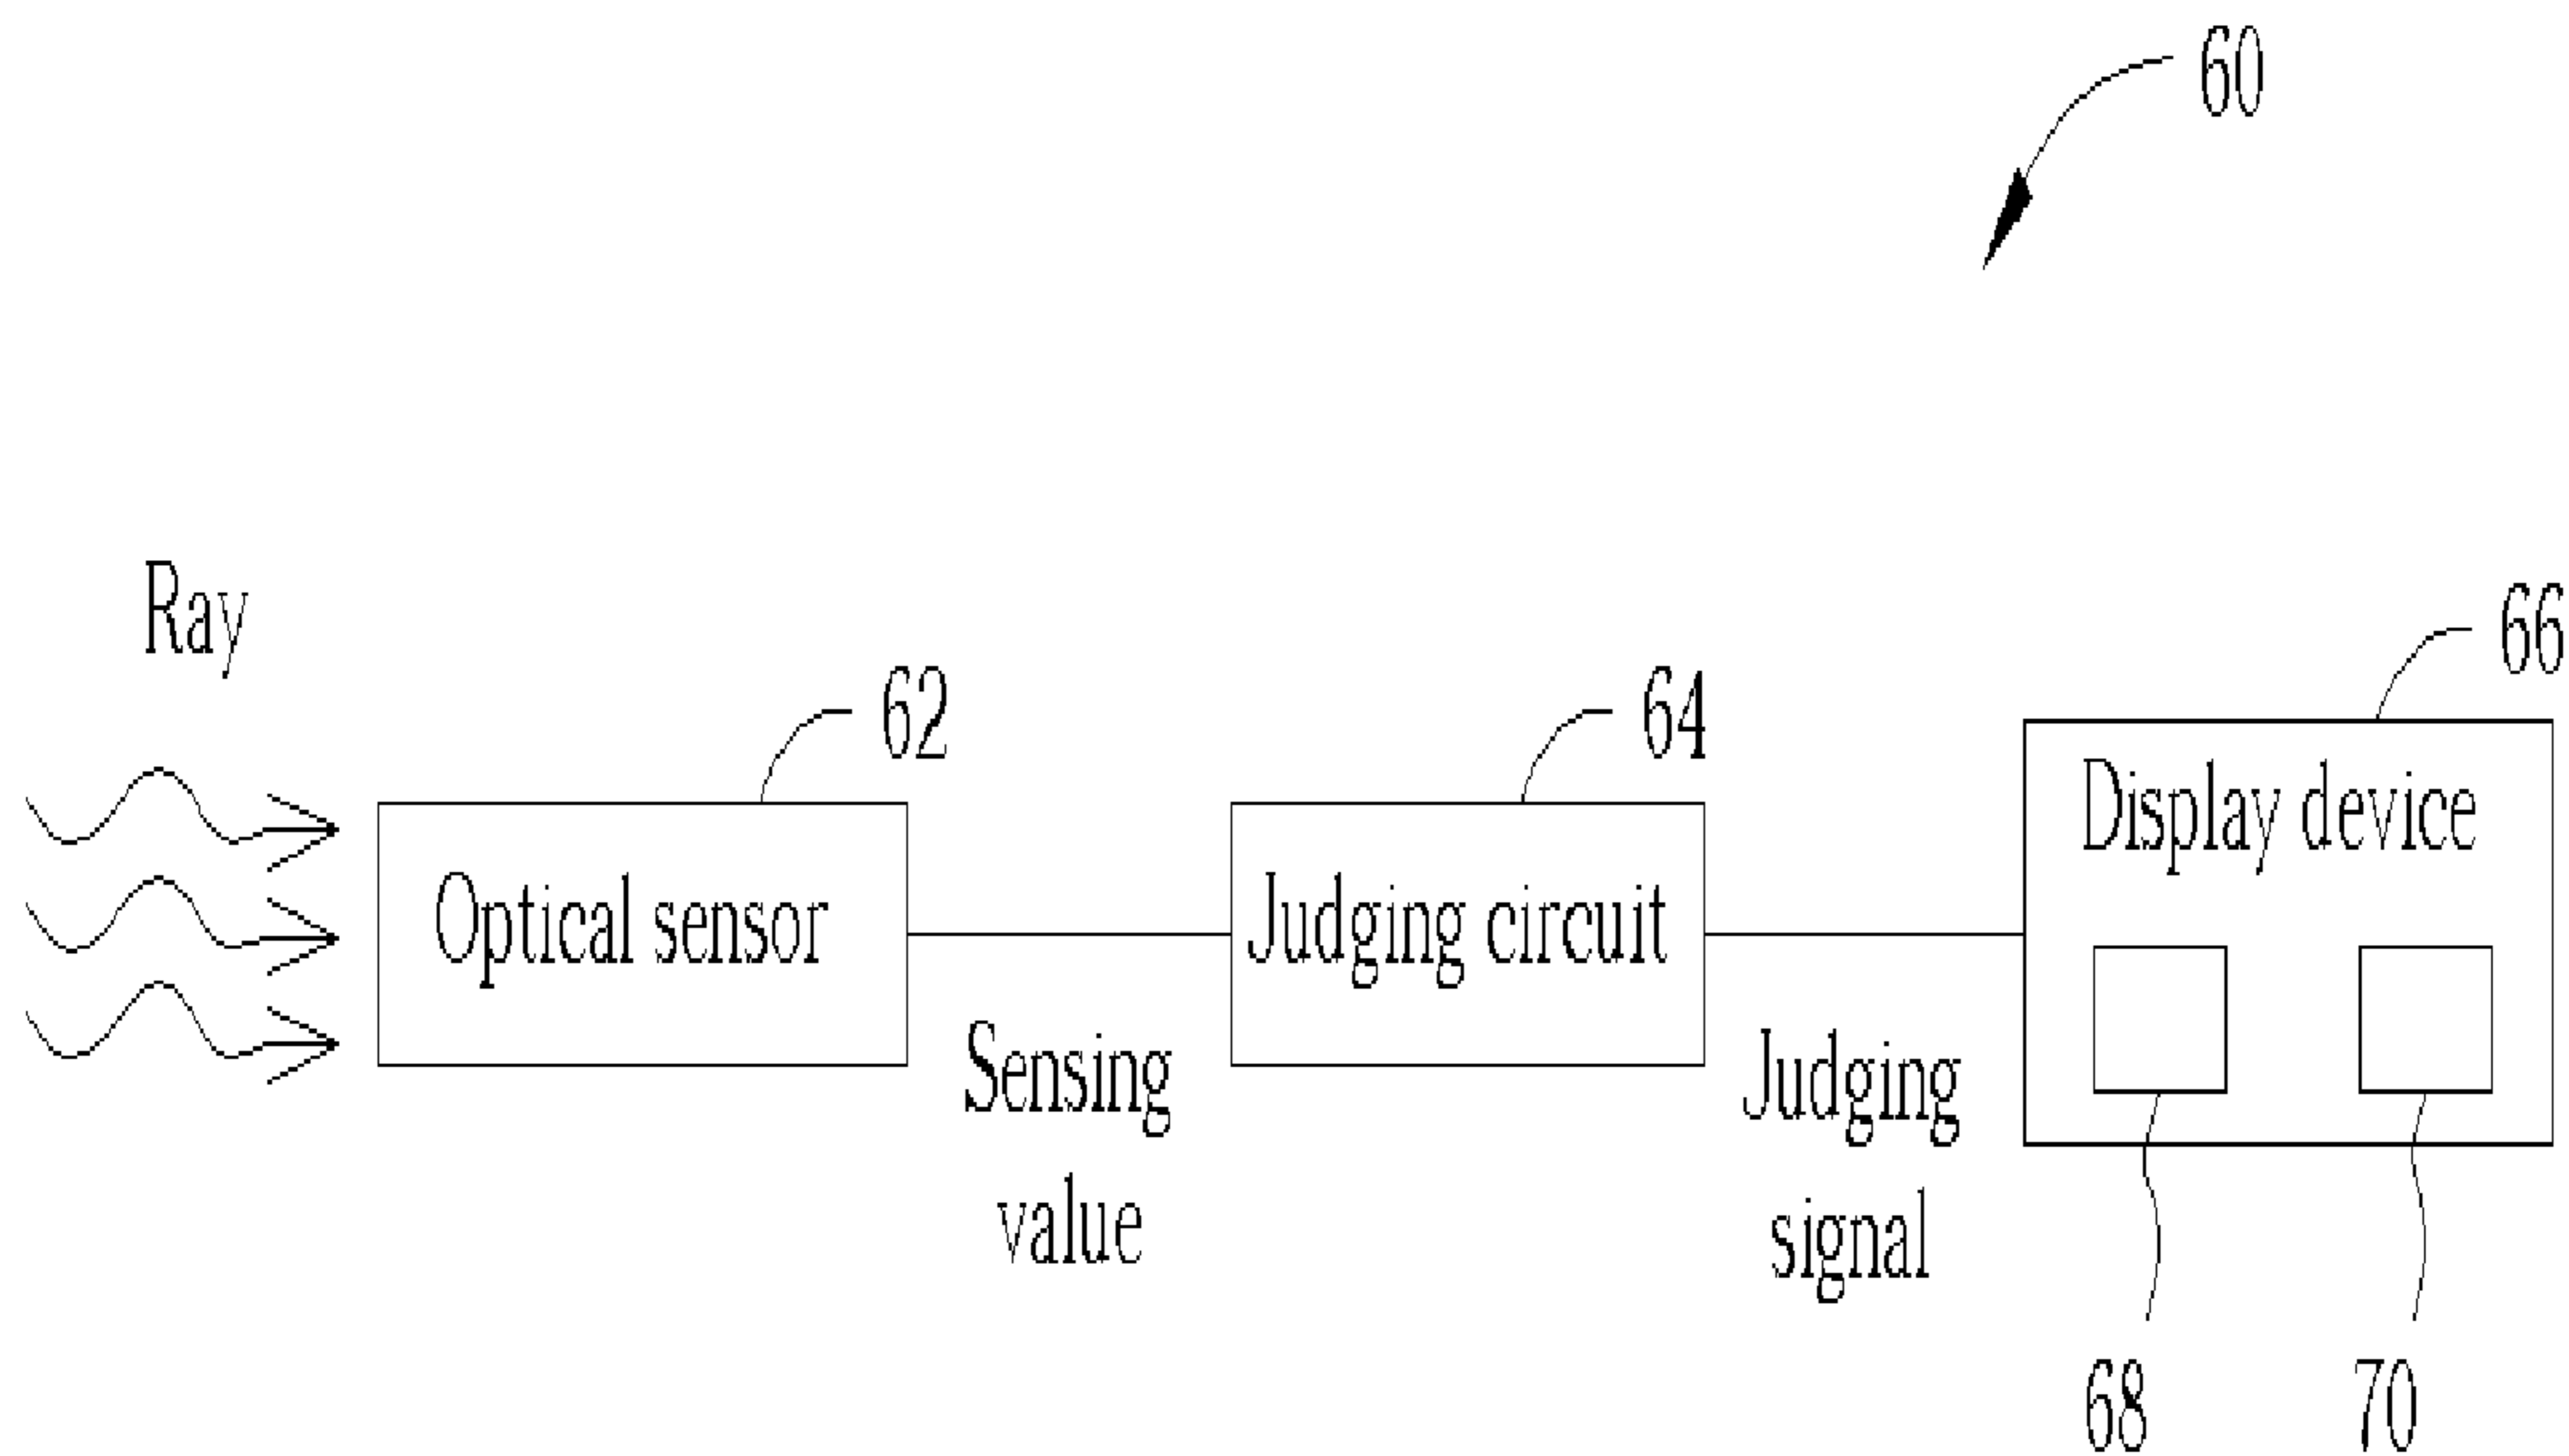 60
Ray
66
62
64
Display device
Optical sensor
Judging circuit
Sensing
value
Judging
signal
68
70